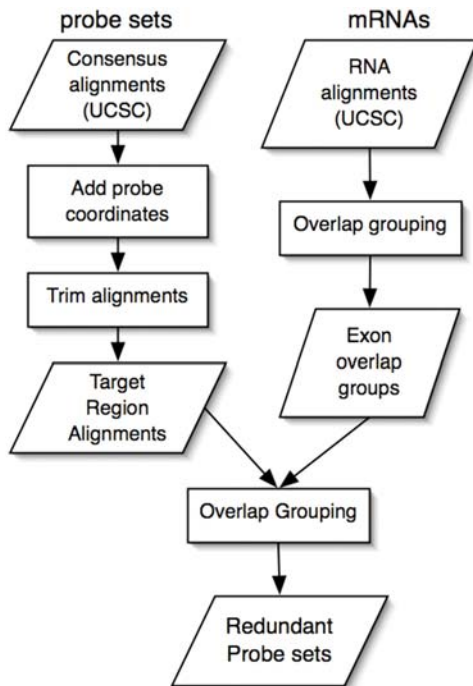 probe sets
Consensus
alignments
(UCSC)
Add probe
coordinates
Trim alignments
Target
Region
Alignments
mRNAs
RNA
alignments
(UCSC)
Overlap grouping
Exon
overlap
groups
Overlap Grouping
Redundant
Probe sets